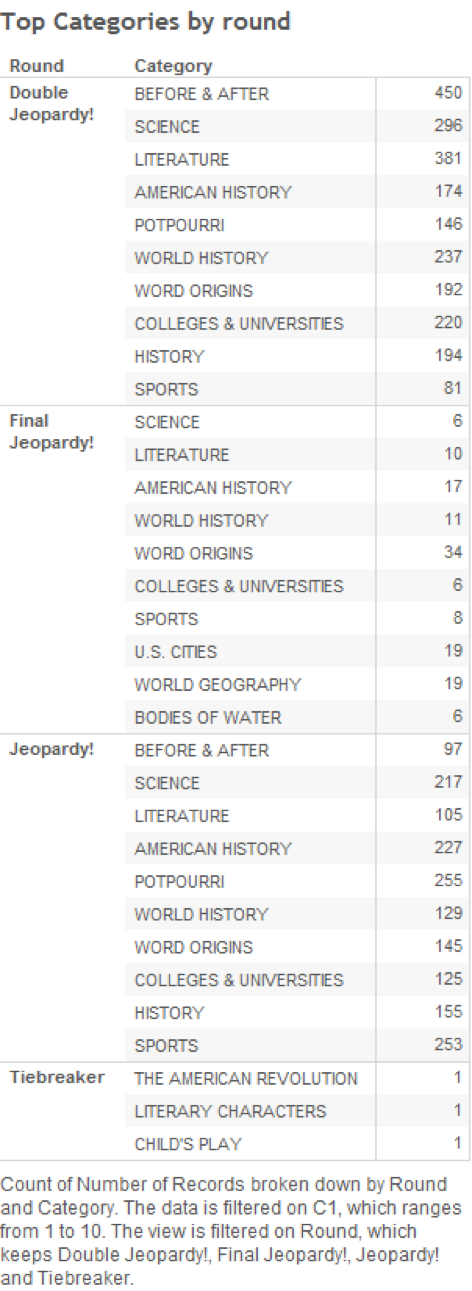 Top Categories by round
Round Category
Double Jeopardy! BEFORE & AFTER 450
SCIENCE 296
LITERATURE 381
AMERICAN HISTORY 174
POTPOURRI 146
WORLD HISTORY 237
WORD ORIGINS 192
COLLEGES & UNIVERSITIES 220
HISTORY 194
SPORTS 81
Final Jeopardy! SCIENCE 6
LITERATURE 10
AMERICAN HISTORY 17
WORLD HISTORY 11
WORD ORIGINS 34
COLLEGES & UNIVERSITIES 6
SPORTS 8
U.S. CITIES 19
WORLD GEOGRAPHY 19
BODIES OF WATER 6
Jeopardy! BEFORE & AFTER 97
SCIENCE 217
LITERATURE 105
AMERICAN HISTORY 227
POTPOURRI 255
WORLD HISTORY 129
WORD ORIGINS 145
COLLEGES & UNIVERSITIES 125
HISTORY 155
SPORTS 253
Tiebreaker THE AMERICAN REVOLUTION 1
LITERARY CHARACTERS 1
CHILD'S PLAY 1
Count of Number of Records broken down by Round
and Category. The data is filtered on C1, which ranges
from 1 to 10. The view is filtered on Round, which
keeps Double Jeopardy!, Final Jeopardy!, Jeopardy!
and Tiebreaker.